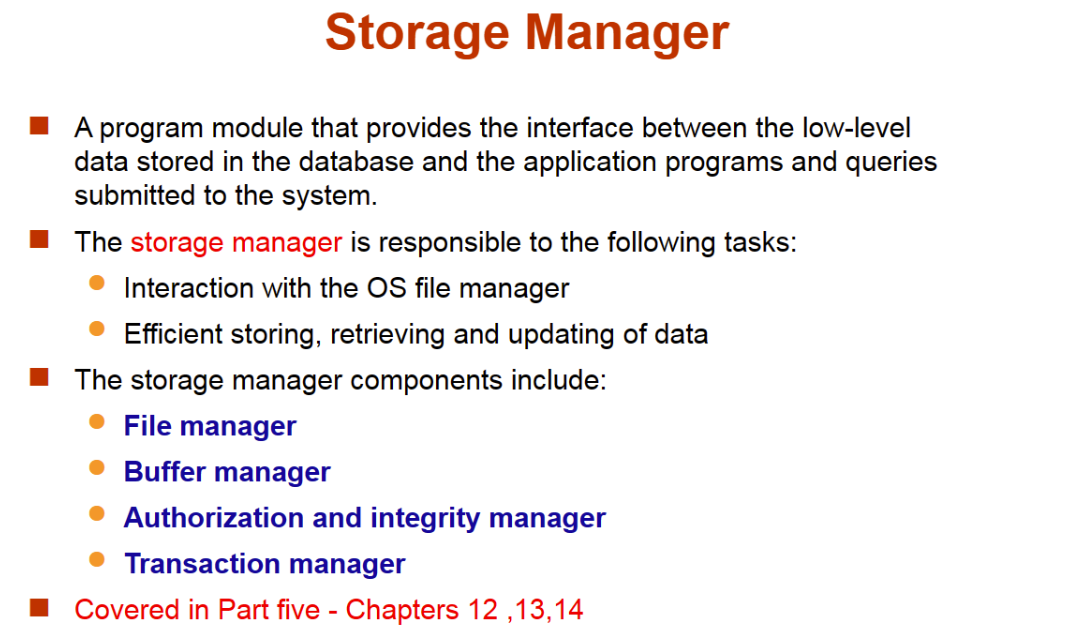 Storage Manager
A program module that provides the interface between the low-level
data stored in the database and the application programs and queries
submitted to the system.
The storage manager is responsible to the following tasks:
Interaction with the OS file manager
Efficient storing, retrieving and updating of data
The storage manager components include:
File manager
Buffer manager
Authorization and integrity manager
Transaction manager
Covered in Part five - Chapters 12 ,13,14